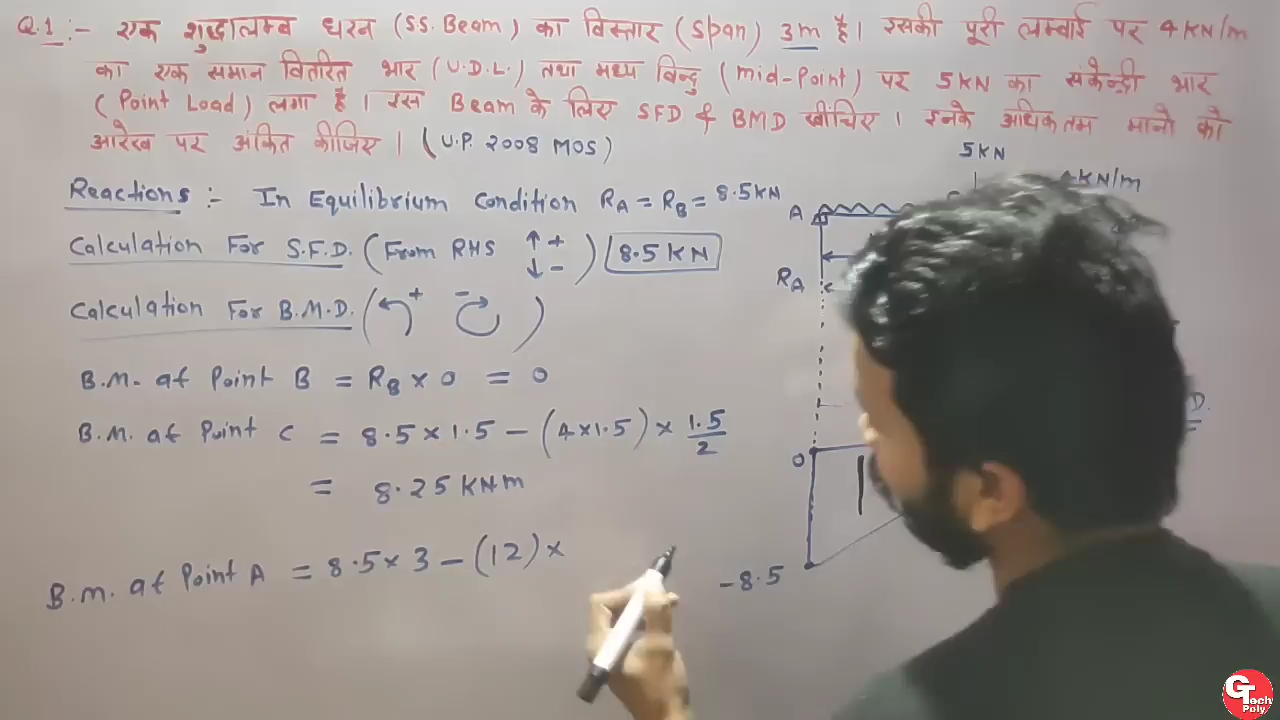 Q.1:- एक शुद्धालम्ब धरन (S.S. Beam) का विस्तार (Span) 3m है। इसकी पूरी लम्बाई पर 4KN/m
का एक समान वितरित भार (U.D.L.) तथा मध्य बिन्दु (mid-Point) पर 5KN का संकेन्द्री भार
(Point Load) लगा है। इस Beam के लिए SFD & BMD खींचिए। इनके अधिकतम मानो को
आरेख पर अंकित कीजिए। (U.P. 2008 MOS)
5KN
4KN/m
Reactions :- In Equilibrium Condition RA = RB = 8.5KN
A
Calculation For S.F.D. (From RHS ↑+ ↓-) 8.5 KN
RA
Calculation For B.M.D. ( + - )
B.M. at Point B = RB × 0 = 0
D.
B.M. at Point C = 8.5 × 1.5 - (4×1.5) × 1.5/2
0
= 8.25 KNm
B.M. at Point A = 8.5 × 3 - (12) ×
-8.5
GTech
Poly